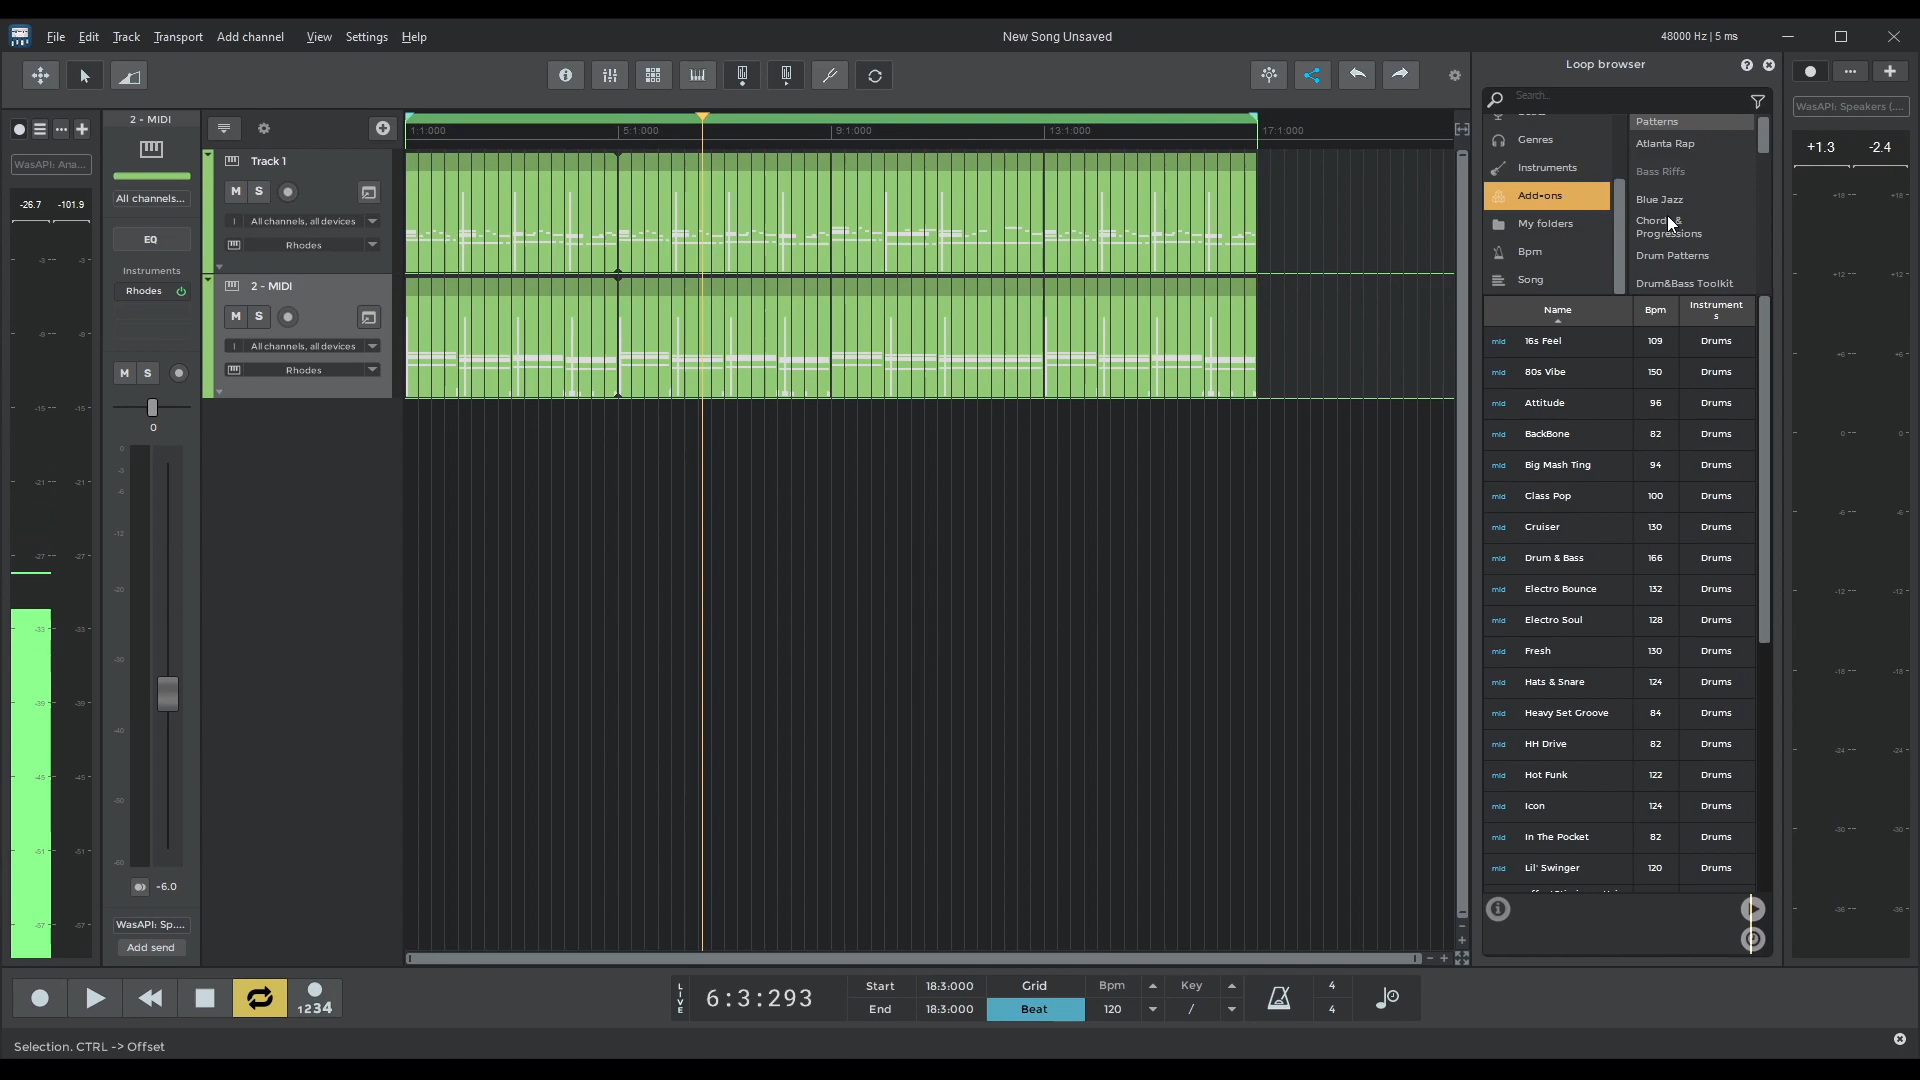 File Edit Track Transport Add channel View Settings Help
New Song Unsaved
48000 Hz | 5 ms
2 - MIDI
WasAPI: Ana...
-26.7 -101.9
All channels...
EQ
Instruments
Rhodes
M S
0
-6.0
WasAPI: Sp....
Add send
1:1:000 5:1:000 9:1:000 13:1:000 17:1:000
Track 1
M S
All channels, all devices
Rhodes
2 - MIDI
M S
All channels, all devices
Rhodes
Loop browser
Search...
Genres
Instruments
Add-ons
My folders
Bpm
Song
Patterns
Atlanta Rap
Bass Riffs
Blue Jazz
Chords &
Progressions
Drum Patterns
Drum&Bass Toolkit
Name Bpm Instrument
s
mid 16s Feel 109 Drums
mid 80s Vibe 150 Drums
mid Attitude 96 Drums
mid BackBone 82 Drums
mid Big Mash Ting 94 Drums
mid Class Pop 100 Drums
mid Cruiser 130 Drums
mid Drum & Bass 166 Drums
mid Electro Bounce 132 Drums
mid Electro Soul 128 Drums
mid Fresh 130 Drums
mid Hats & Snare 124 Drums
mid Heavy Set Groove 84 Drums
mid HH Drive 82 Drums
mid Hot Funk 122 Drums
mid Icon 124 Drums
mid In The Pocket 82 Drums
mid Lil' Swinger 120 Drums
WasAPI: Speakers (....
+1.3 -2.4
1234
LIVE
6:3:293
Start 18:3:000 Grid Bpm Key 4
End 18:3:000 Beat 120 / 4
Selection. CTRL -> Offset